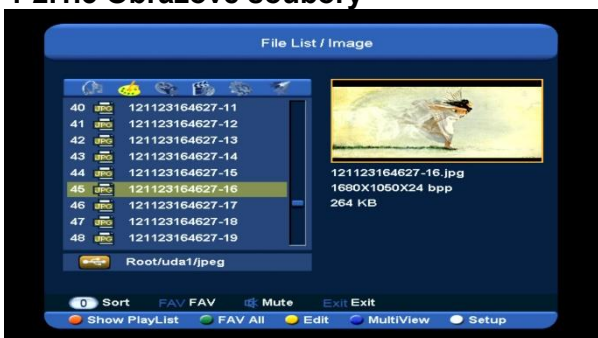 File List / Image
40 JPG 121123164627-11
41 JPG 121123164627-12
42 JPG 121123164627-13
43 JPG 121123164627-14
44 JPG 121123164627-15
45 JPG 121123164627-16
46 JPG 121123164627-17
47 JPG 121123164627-18
48 JPG 121123164627-19
121123164627-16.jpg
1680X1050X24 bpp
264 KB
Root/uda1/jpeg
0 Sort FAV FAV Mute Exit Exit
Show PlayList FAV All Edit MultiView Setup